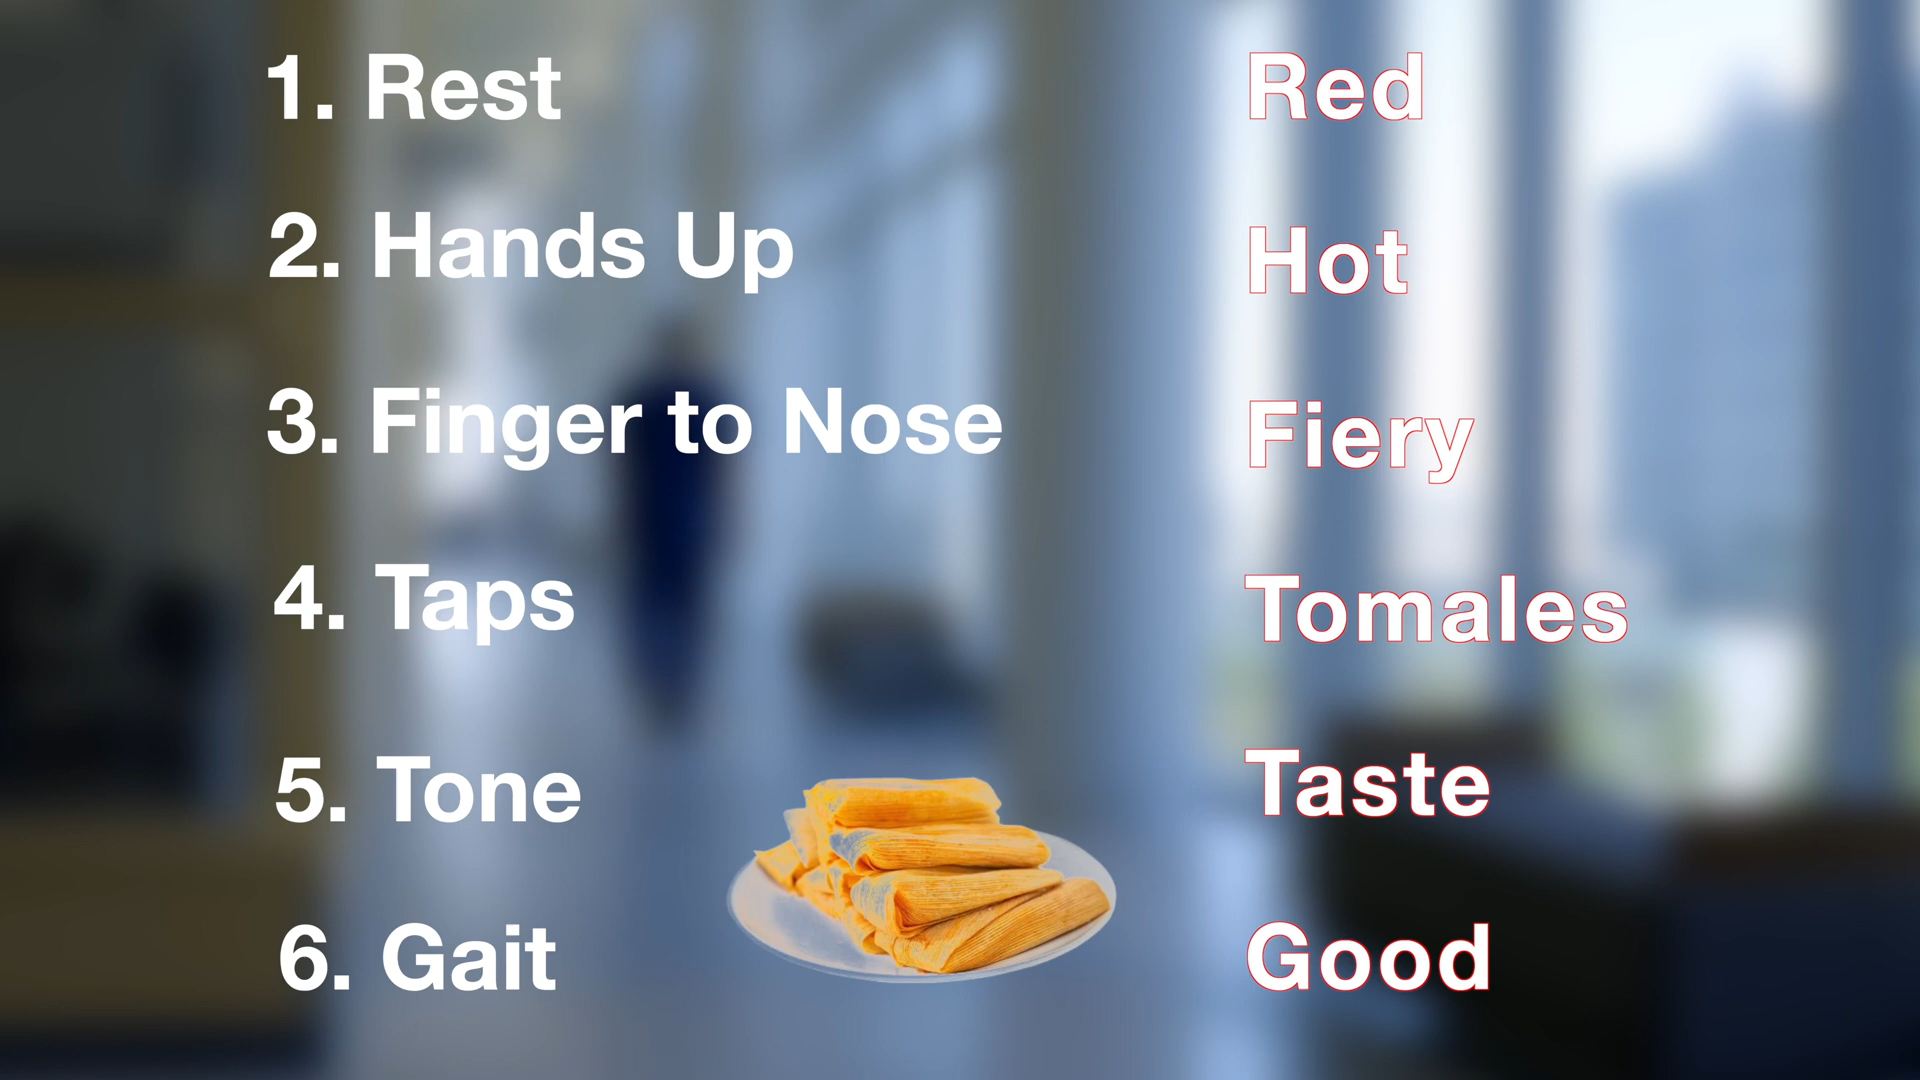 1. Rest
2. Hands Up
3. Finger to Nose
4. Taps
5. Tone
6. Gait
Red
Hot
Fiery
Tomales
Taste
Good